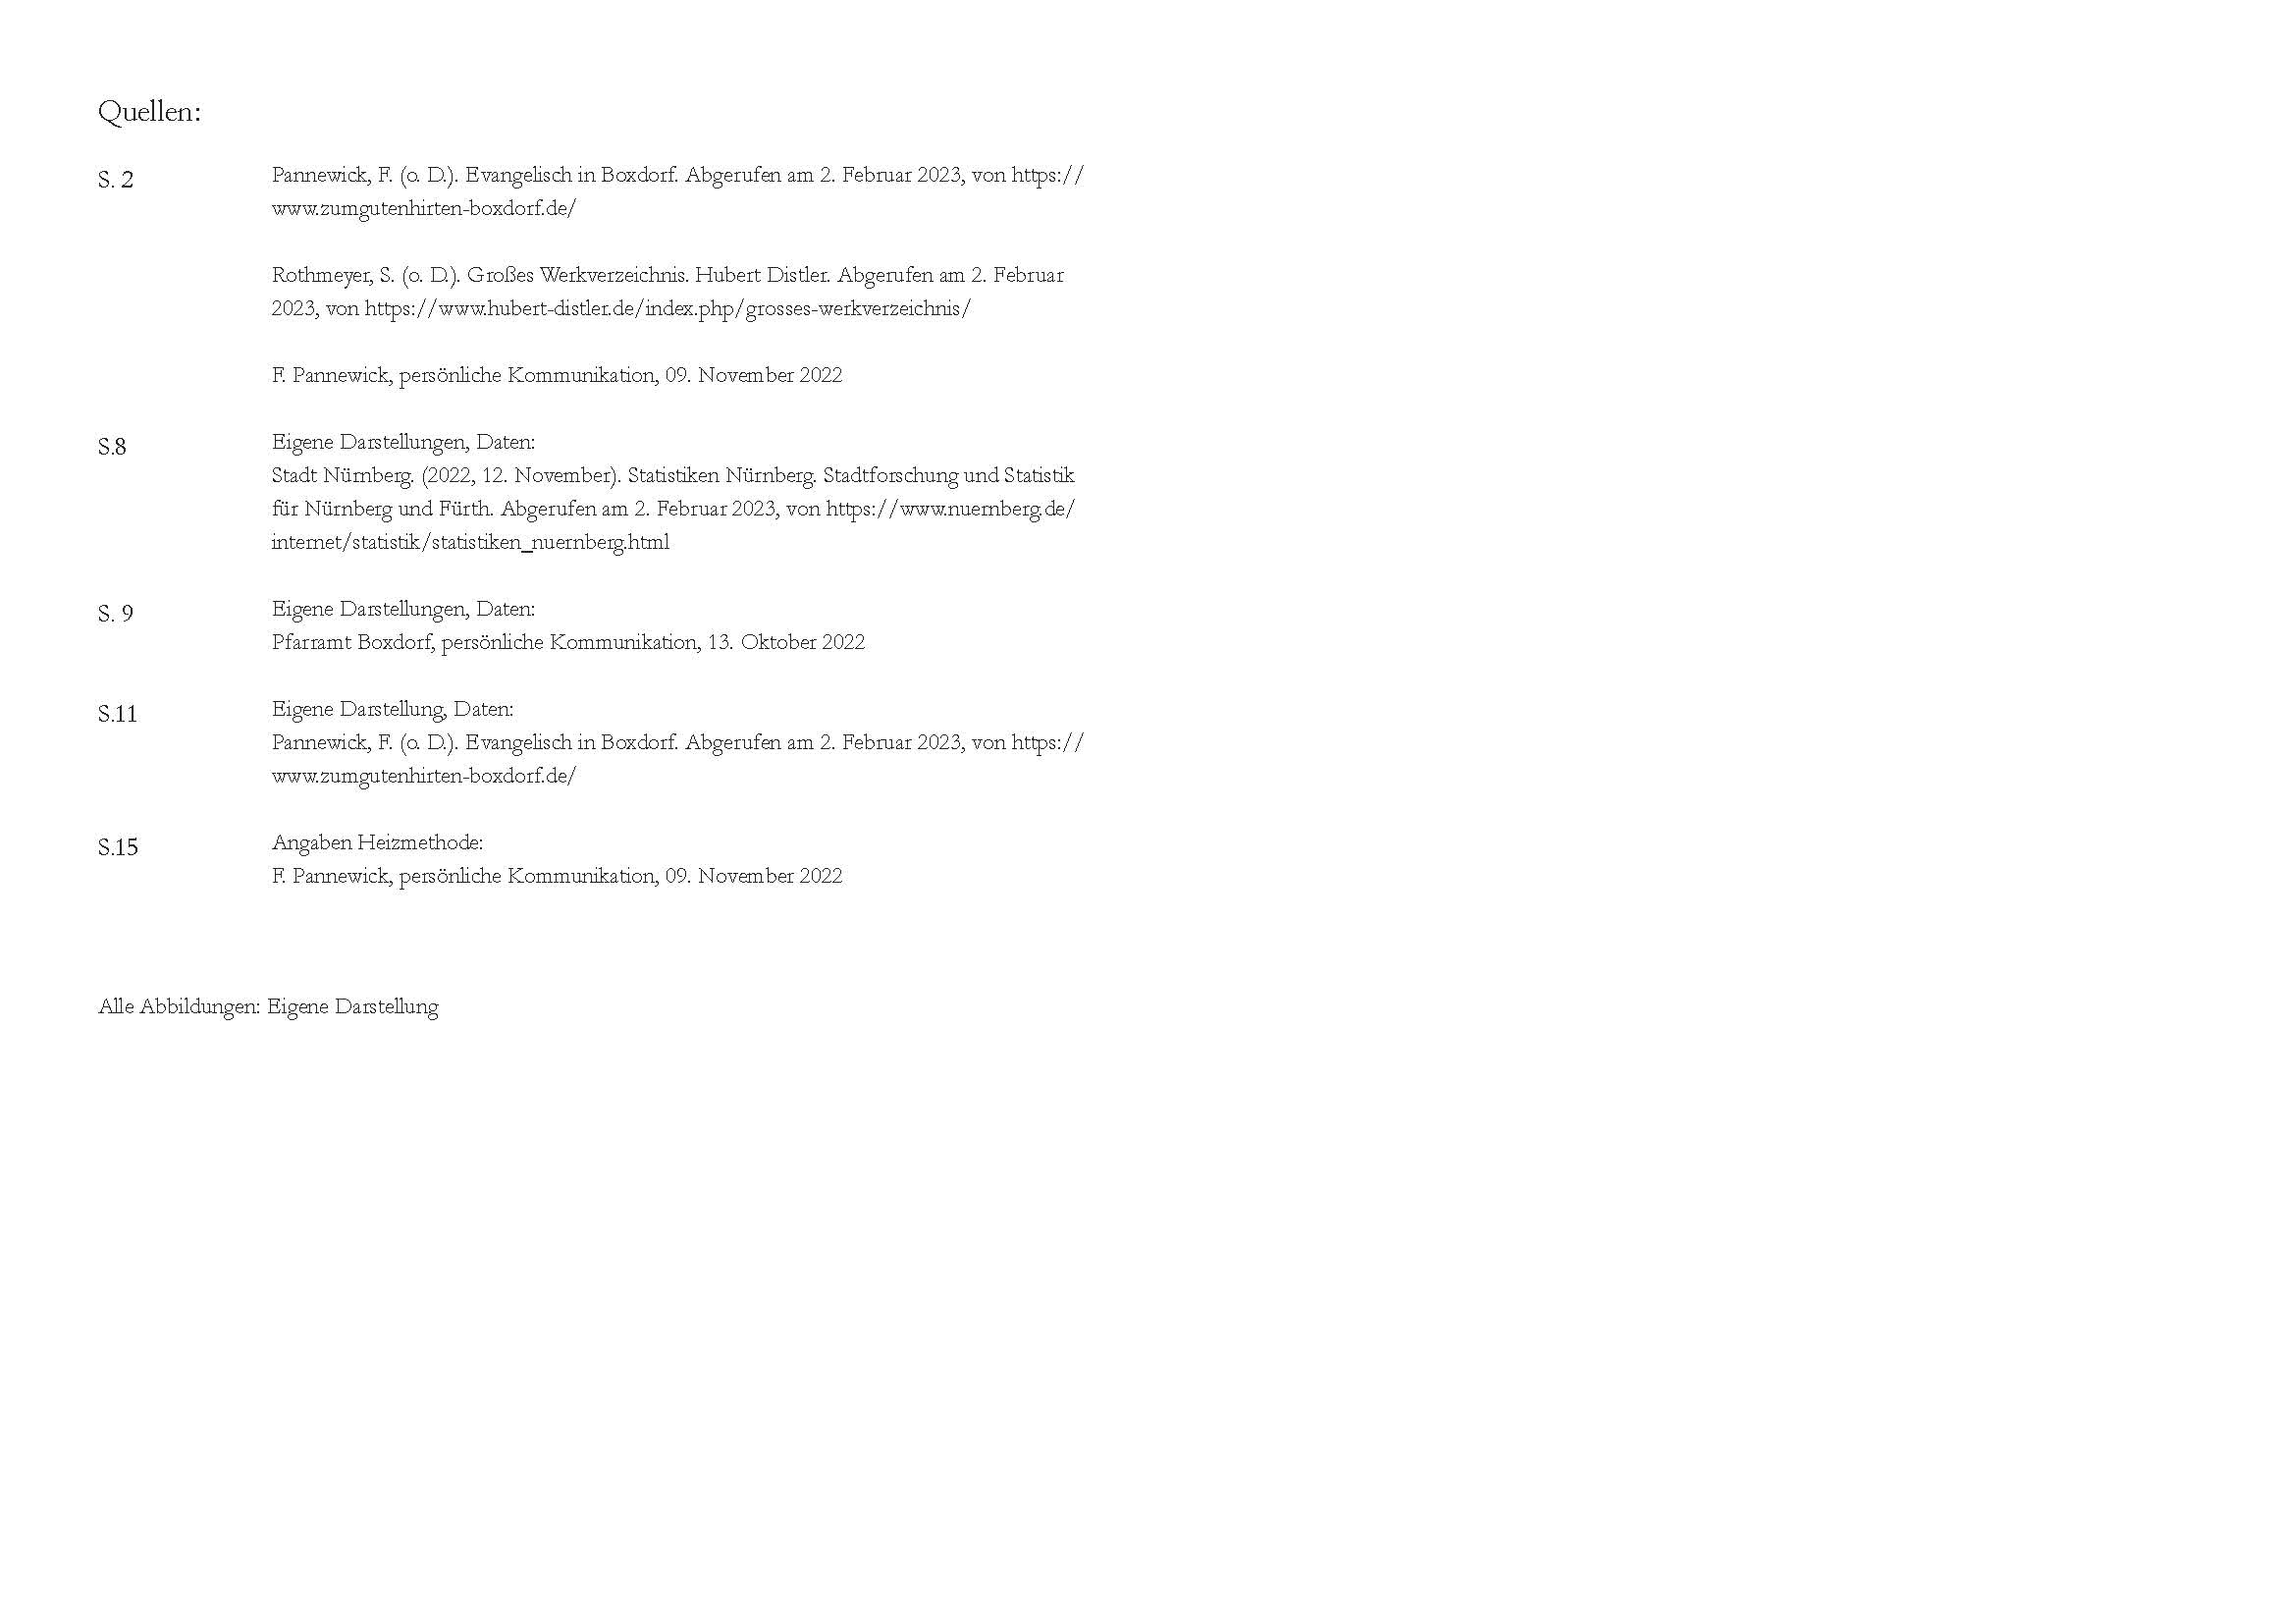 Quellen:
S. 2
Pannewick, F. (o. D.). Evangelisch in Boxdorf. Abgerufen am 2. Februar 2023, von https://
www.zumgutenhirten-boxdorf.de/
Rothmeyer, S. (o. D.). Großes Werkverzeichnis. Hubert Distler. Abgerufen am 2. Februar
2023, von https://www.hubert-distler.de/index.php/grosses-werkverzeichnis/
F. Pannewick, persönliche Kommunikation, 09. November 2022
S.8
Eigene Darstellungen, Daten:
Stadt Nürnberg. (2022, 12. November). Statistiken Nürnberg. Stadtforschung und Statistik
für Nürnberg und Fürth. Abgerufen am 2. Februar 2023, von https://www.nuernberg.de/
internet/statistik/statistiken_nuernberg.html
S. 9
Eigene Darstellungen, Daten:
Pfarramt Boxdorf, persönliche Kommunikation, 13. Oktober 2022
S.11
Eigene Darstellung, Daten:
Pannewick, F. (o. D.). Evangelisch in Boxdorf. Abgerufen am 2. Februar 2023, von https://
www.zumgutenhirten-boxdorf.de/
S.15
Angaben Heizmethode:
F. Pannewick, persönliche Kommunikation, 09. November 2022
Alle Abbildungen: Eigene Darstellung